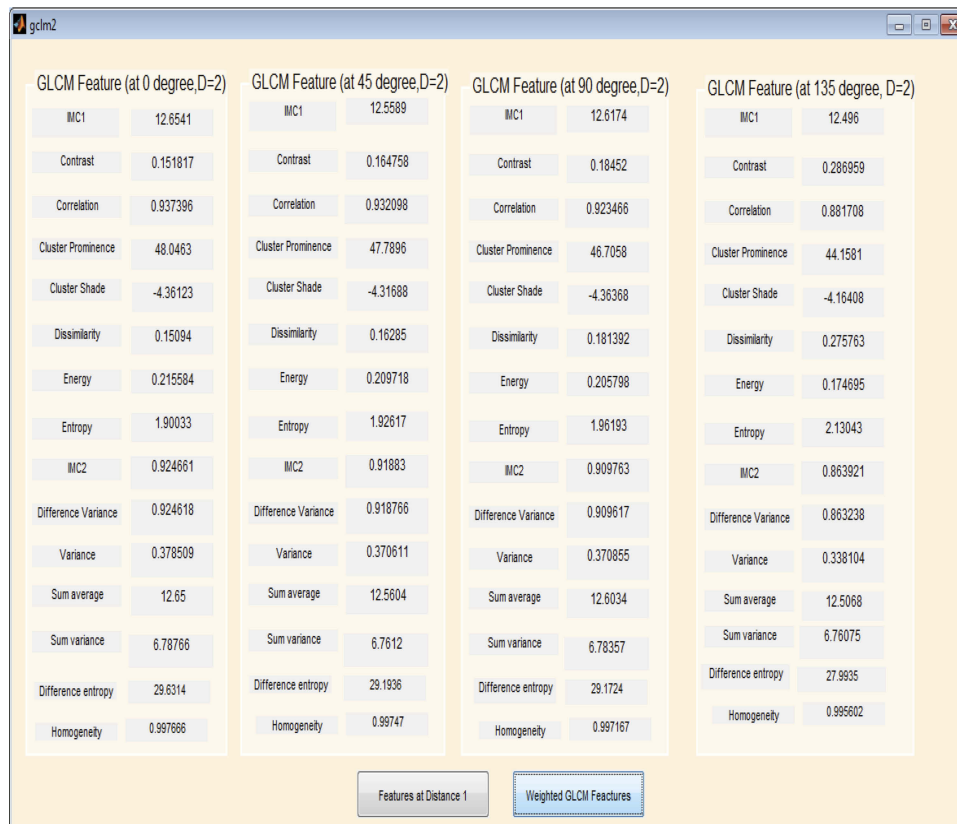 gclm2
GLCM Feature (at 0 degree,D=2)
IMC1 12.6541
Contrast 0.151817
Correlation 0.937396
Cluster Prominence 48.0463
Cluster Shade -4.36123
Dissimilarity 0.15094
Energy 0.215584
Entropy 1.90033
IMC2 0.924661
Difference Variance 0.924618
Variance 0.378509
Sum average 12.65
Sum variance 6.78766
Difference entropy 29.6314
Homogeneity 0.997666
GLCM Feature (at 45 degree,D=2)
IMC1 12.5589
Contrast 0.164758
Correlation 0.932098
Cluster Prominence 47.7896
Cluster Shade -4.31688
Dissimilarity 0.16285
Energy 0.209718
Entropy 1.92617
IMC2 0.91883
Difference Variance 0.918766
Variance 0.370611
Sum average 12.5604
Sum variance 6.7612
Difference entropy 29.1936
Homogeneity 0.99747
GLCM Feature (at 90 degree,D=2)
IMC1 12.6174
Contrast 0.18452
Correlation 0.923466
Cluster Prominence 46.7058
Cluster Shade -4.36368
Dissimilarity 0.181392
Energy 0.205798
Entropy 1.96193
IMC2 0.909763
Difference Variance 0.909617
Variance 0.370855
Sum average 12.6034
Sum variance 6.78357
Difference entropy 29.1724
Homogeneity 0.997167
GLCM Feature (at 135 degree, D=2)
IMC1 12.496
Contrast 0.286959
Correlation 0.881708
Cluster Prominence 44.1581
Cluster Shade -4.16408
Dissimilarity 0.275763
Energy 0.174695
Entropy 2.13043
IMC2 0.863921
Difference Variance 0.863238
Variance 0.338104
Sum average 12.5068
Sum variance 6.76075
Difference entropy 27.9935
Homogeneity 0.995602
Features at Distance 1
Weighted GLCM Feactures